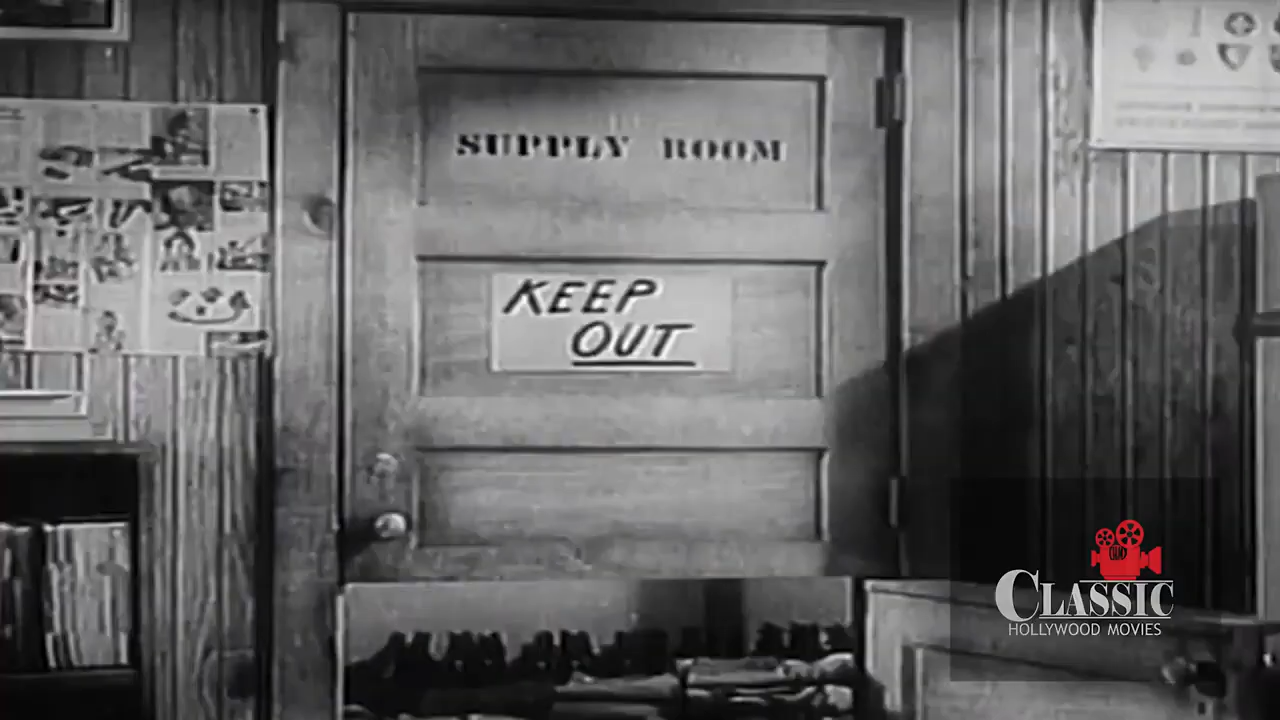 SUPPLY ROOM
KEEP
OUT
CLASSIC
HOLLYWOOD MOVIES